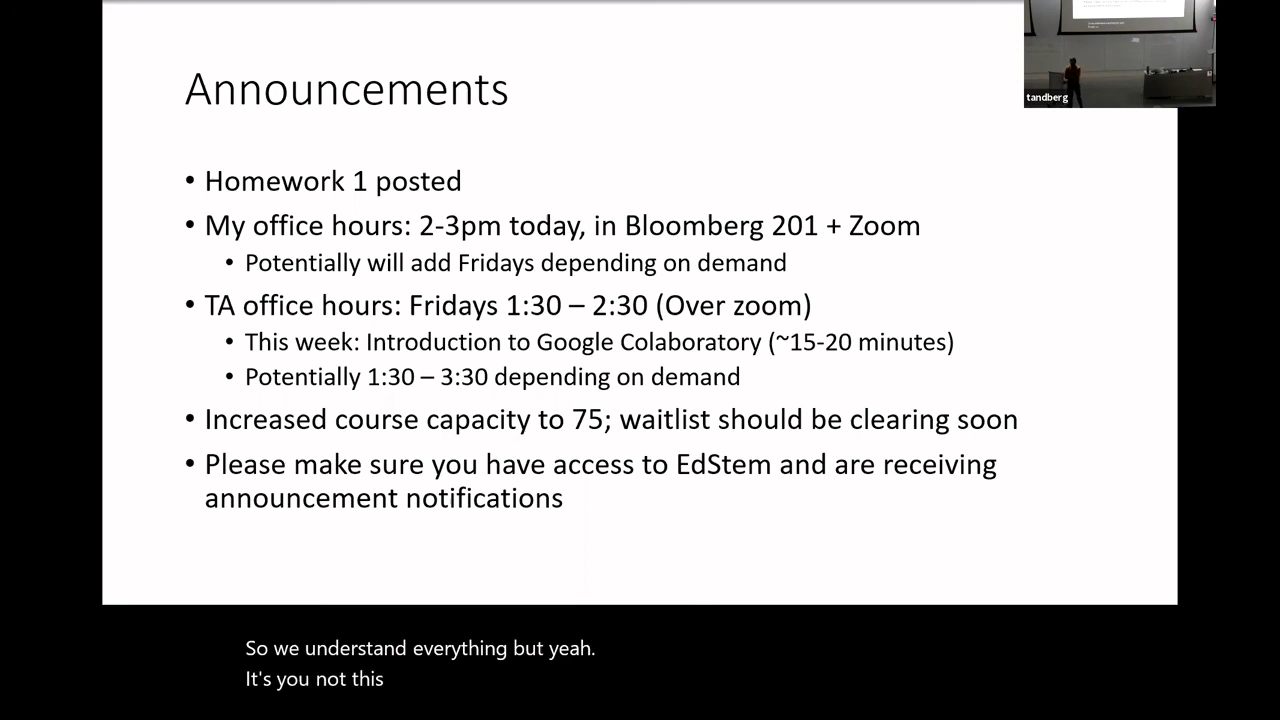 Announcements
tandberg
• Homework 1 posted
• My office hours: 2-3pm today, in Bloomberg 201 + Zoom
• Potentially will add Fridays depending on demand
• TA office hours: Fridays 1:30 – 2:30 (Over zoom)
• This week: Introduction to Google Colaboratory (~15-20 minutes)
• Potentially 1:30 – 3:30 depending on demand
• Increased course capacity to 75; waitlist should be clearing soon
• Please make sure you have access to EdStem and are receiving
announcement notifications
So we understand everything but yeah.
It's you not this